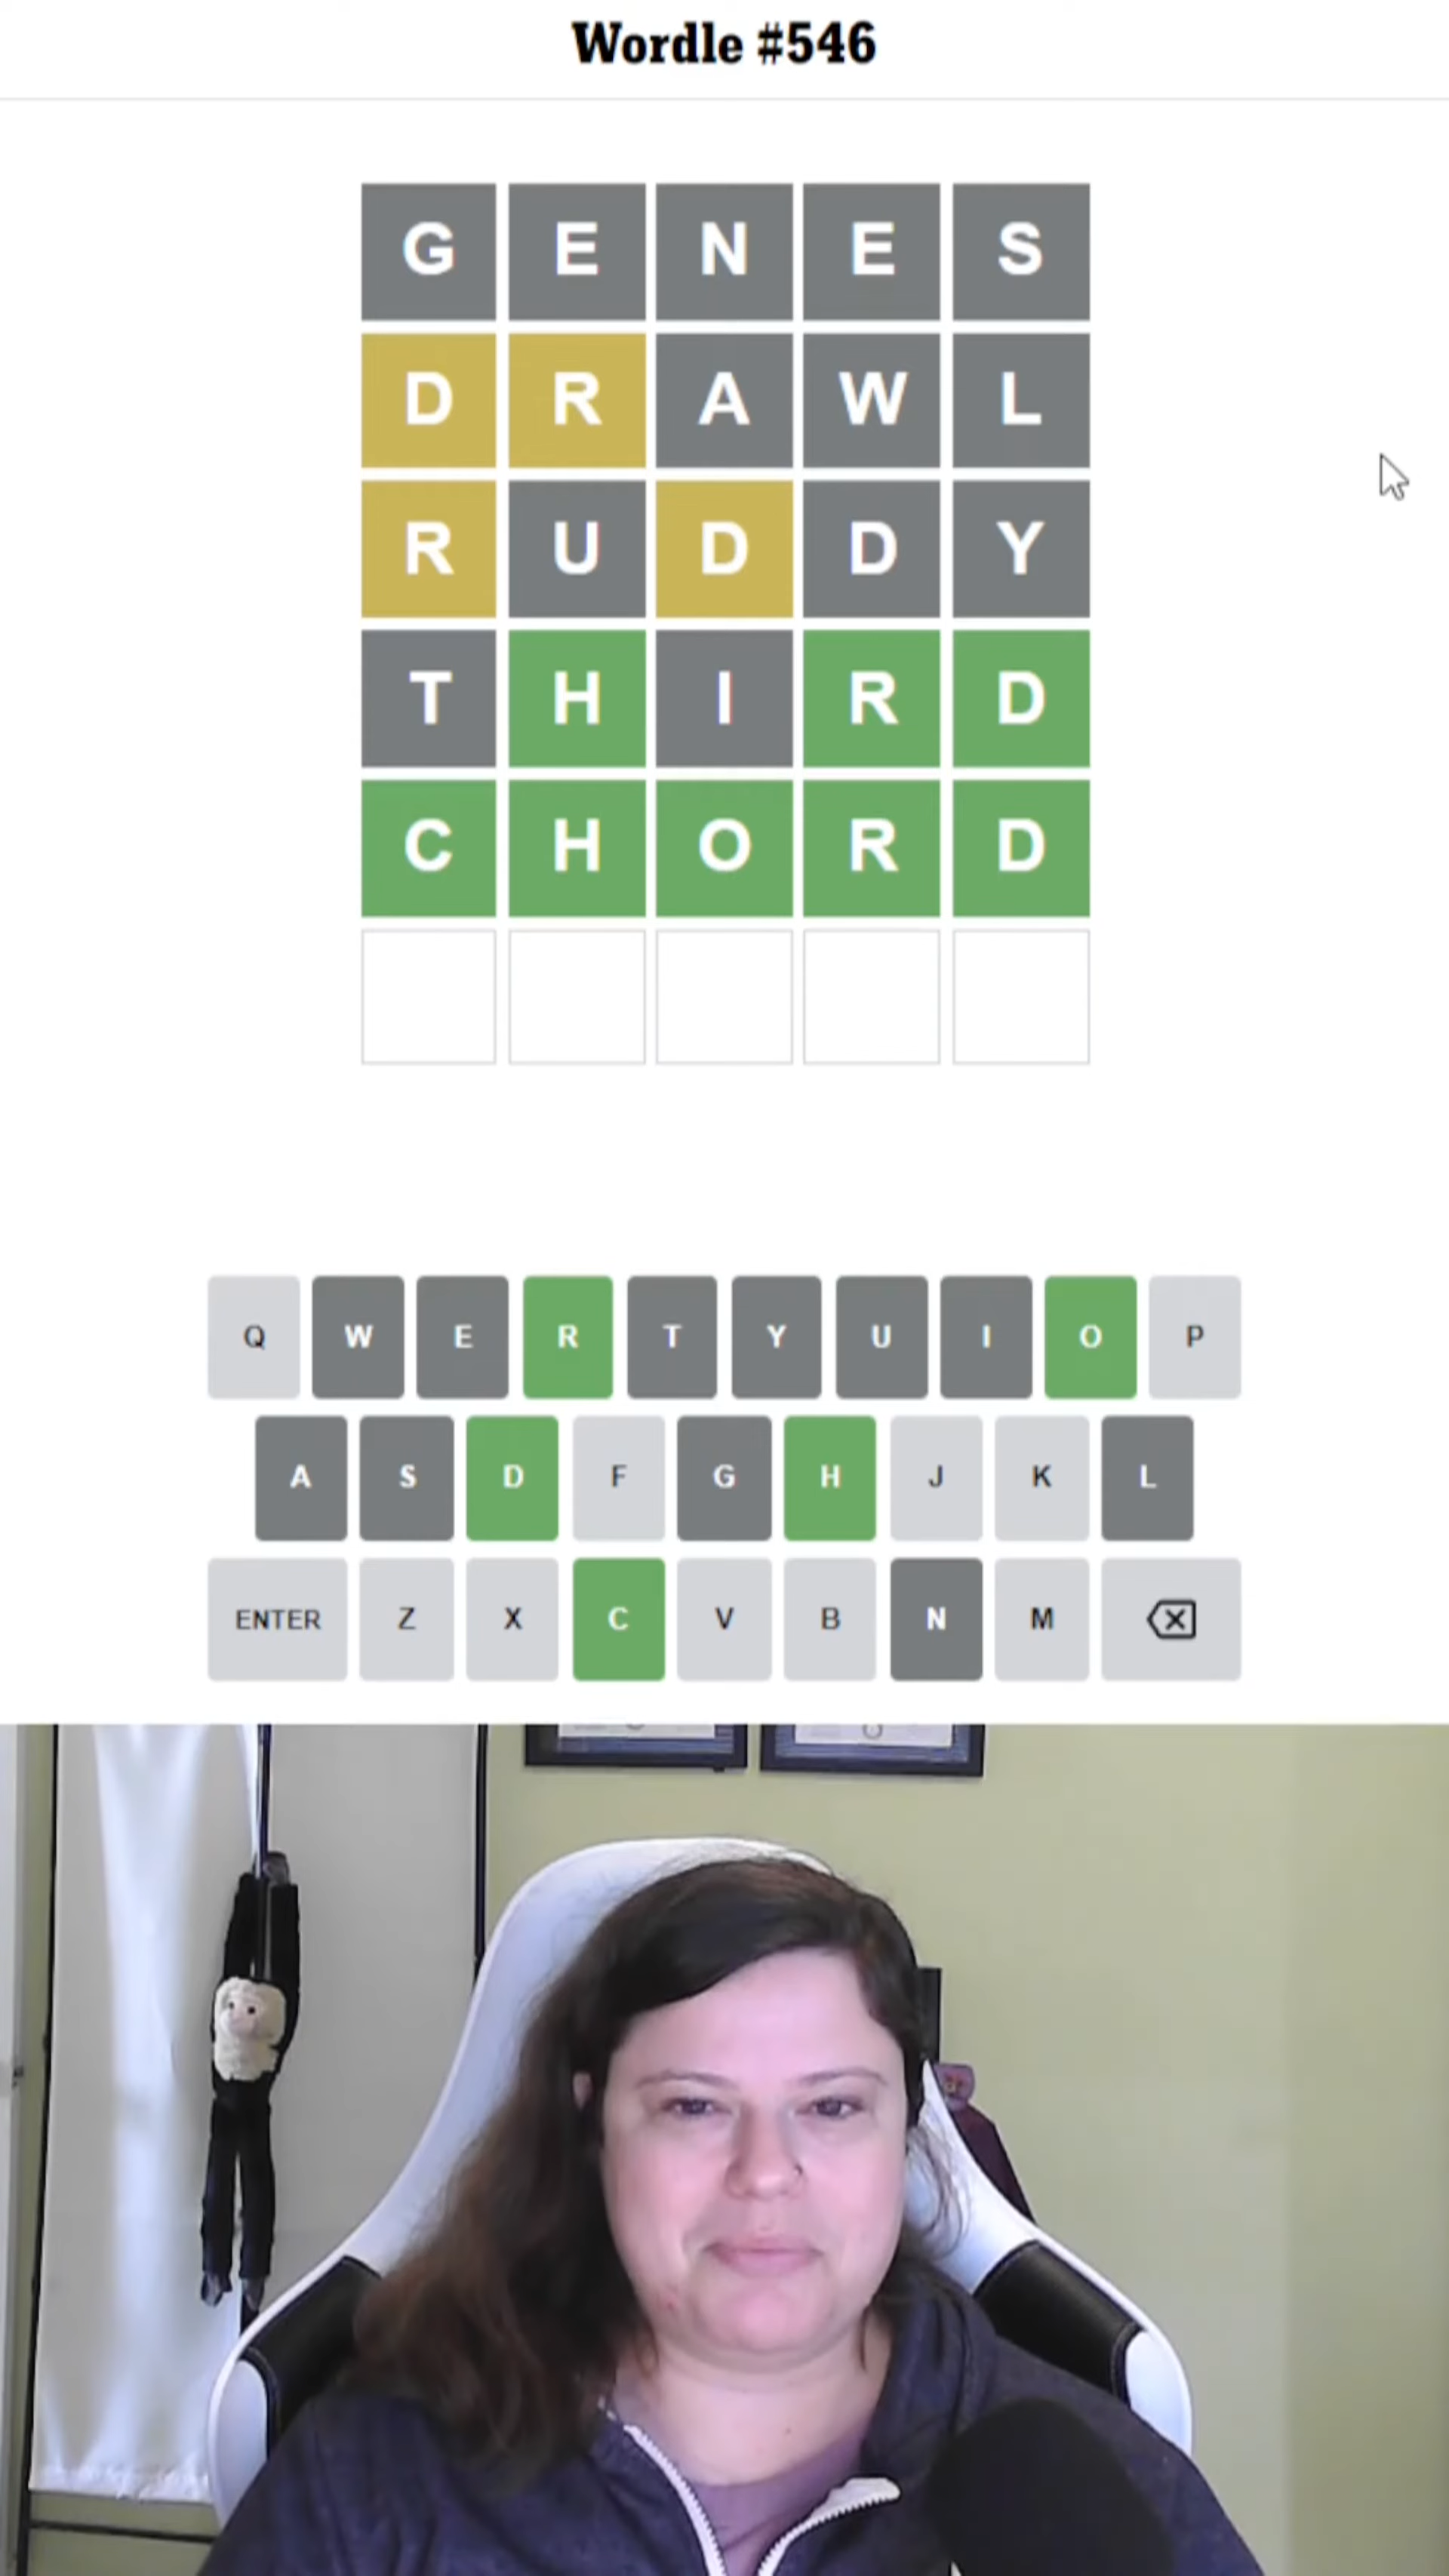 Wordle #546
GENES
DRAWL
RUDDY
THIRD
CHORD
Q W E R T Y U I O P
A S D F G H J K L
ENTER Z X C V B N M